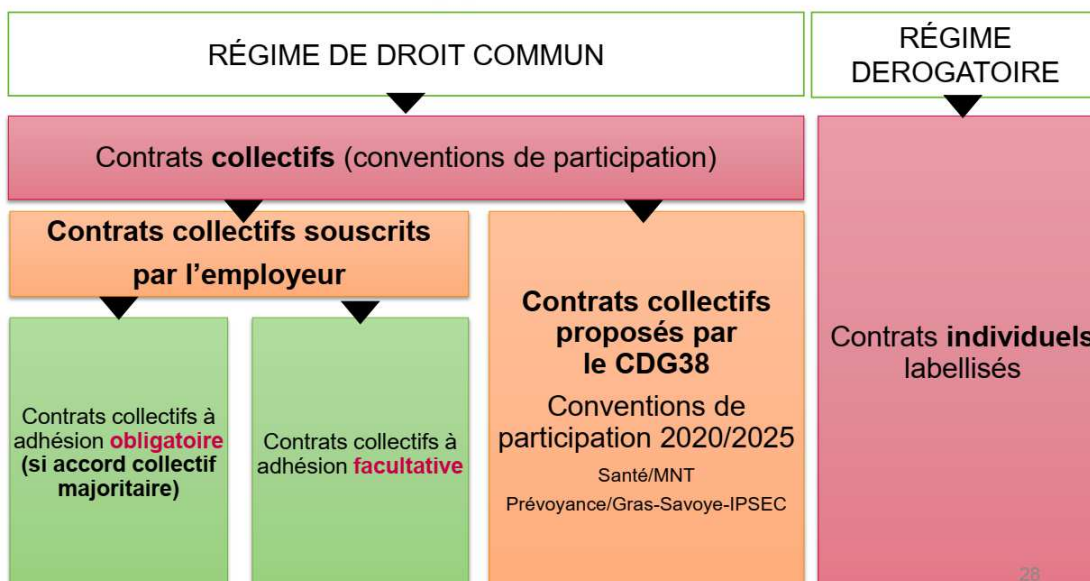 RÉGIME DE DROIT COMMUN
RÉGIME
DEROGATOIRE
Contrats collectifs (conventions de participation)
Contrats collectifs souscrits
par l'employeur
Contrats collectifs à
adhésion obligatoire
(si accord collectif
majoritaire)
Contrats collectifs à
adhésion facultative
Contrats collectifs
proposés par
le CDG38
Conventions de
participation 2020/2025
Santé/MNT
Prévoyance/Gras-Savoye-IPSEC
Contrats individuels
labellisés
28